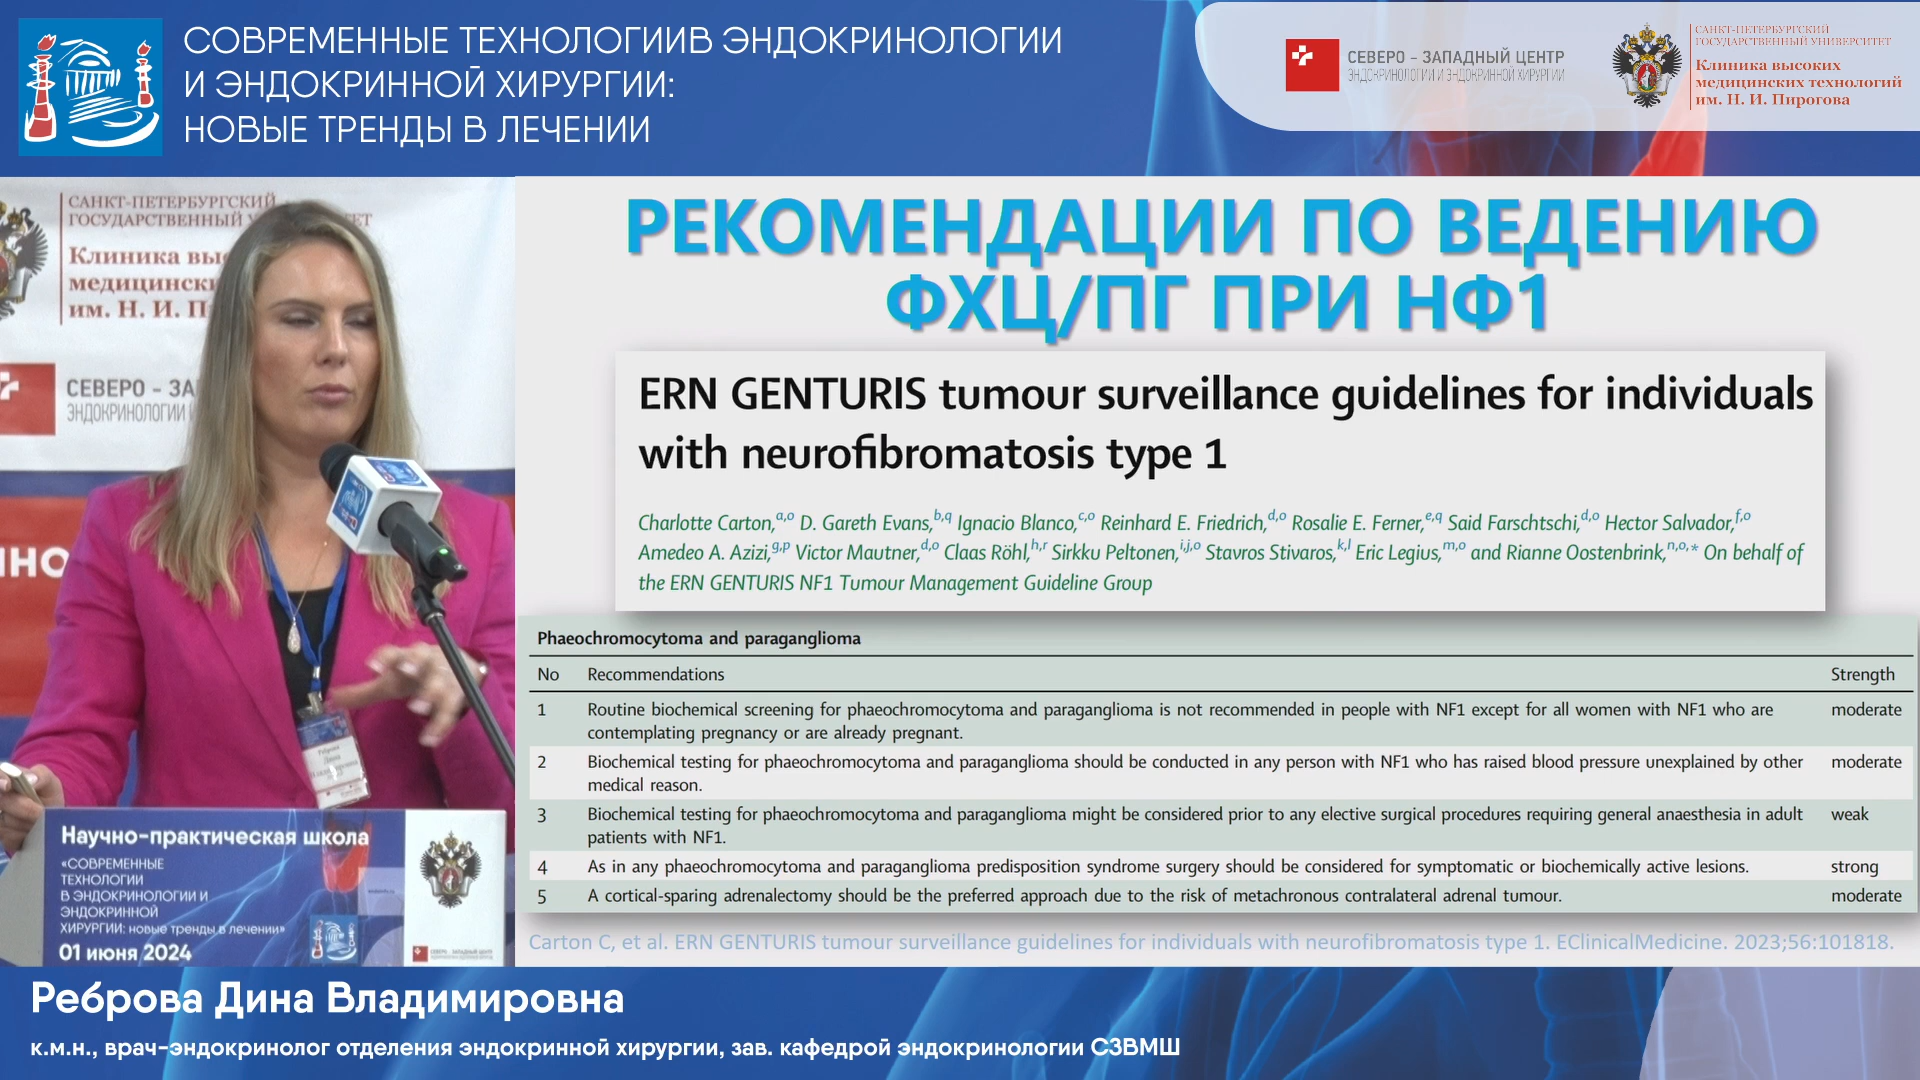 СОВРЕМЕННЫЕ ТЕХНОЛОГИИВ ЭНДОКРИНОЛОГИИ
И ЭНДОКРИННОЙ ХИРУРГИИ:
НОВЫЕ ТРЕНДЫ В ЛЕЧЕНИИ
СЕВЕРО – ЗАПАДНЫЙ ЦЕНТР
ЭНДОКРИНОЛОГИИ И ЭНДОКРИННОЙ ХИРУРГИИ
САНКТ-ПЕТЕРБУРГСКИЙ
ГОСУДАРСТВЕННЫЙ УНИВЕРСИТЕТ
Клиника высоких
медицинских технологий
им. Н. И. Пирогова
САНКТ-ПЕТЕРБУРГСКИЙ
ГОСУДАРСТВЕННЫЙ
Клиника
им. Н. И.
СЕВЕРО –
ЭНДОКРИНОЛОГИИ
РЕКОМЕНДАЦИИ ПО ВЕДЕНИЮ
ФХЦ/ПГ ПРИ НФ1
ERN GENTURIS tumour surveillance guidelines for individuals
with neurofibromatosis type 1
Charlotte Carton,a,o D. Gareth Evans,b,q Ignacio Blanco,c,o Reinhard E. Friedrich,d,o Rosalie E. Ferner,e,q Said Farschtschi,d,o Hector Salvador,f,o
Amedeo A. Azizi,g,p Victor Mautner,d,o Claas Röhl,h,r Sirkku Peltonen,i,j,o Stavros Stivaros,k,l Eric Legius,m,o and Rianne Oostenbrink,n,o,* On behalf of
the ERN GENTURIS NF1 Tumour Management Guideline Group
Phaeochromocytoma and paraganglioma
No Recommendations Strength
1 Routine biochemical screening for phaeochromocytoma and paraganglioma is not recommended in people with NF1 except for all women with NF1 who are moderate
contemplating pregnancy or are already pregnant.
2 Biochemical testing for phaeochromocytoma and paraganglioma should be conducted in any person with NF1 who has raised blood pressure unexplained by other moderate
medical reason.
3 Biochemical testing for phaeochromocytoma and paraganglioma might be considered prior to any elective surgical procedures requiring general anaesthesia in adult weak
patients with NF1.
4 As in any phaeochromocytoma and paraganglioma predisposition syndrome surgery should be considered for symptomatic or biochemically active lesions. strong
5 A cortical-sparing adrenalectomy should be the preferred approach due to the risk of metachronous contralateral adrenal tumour. moderate
Carton C, et al. ERN GENTURIS tumour surveillance guidelines for individuals with neurofibromatosis type 1. EClinicalMedicine. 2023;56:101818.
Научно-практическая школа
«СОВРЕМЕННЫЕ
ТЕХНОЛОГИИ
В ЭНДОКРИНОЛОГИИ И
ЭНДОКРИННОЙ
ХИРУРГИИ: новые тренды в лечении»
01 июня 2024
Реброва Дина Владимировна
к.м.н., врач-эндокринолог отделения эндокринной хирургии, зав. кафедрой эндокринологии СЗВМШ